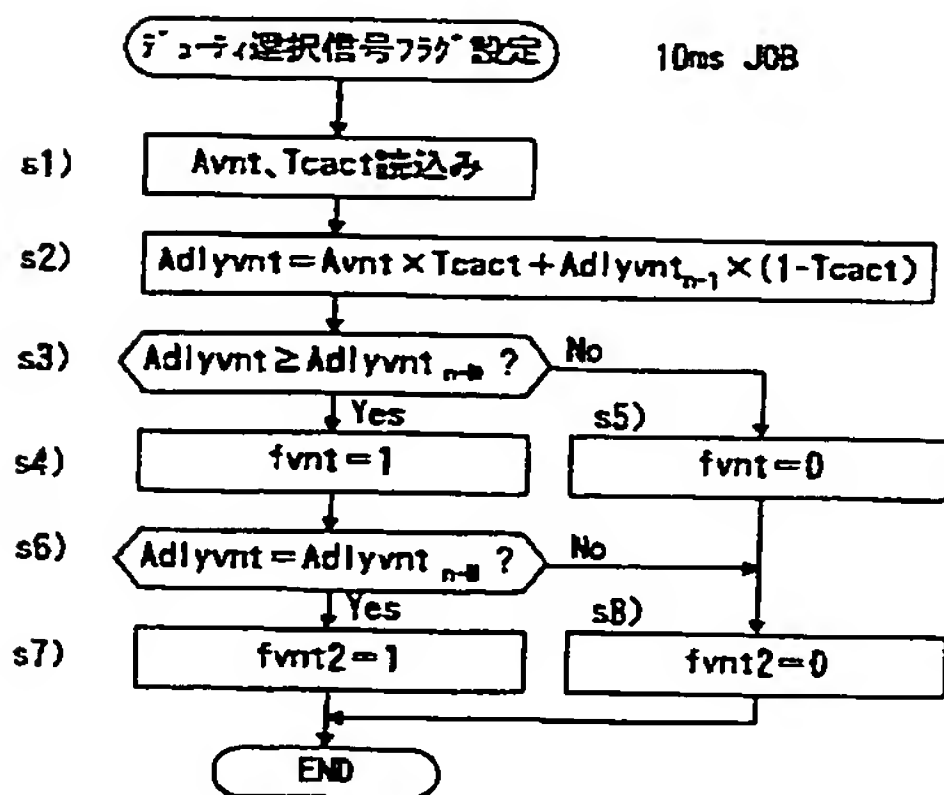 デューティ選択信号フラグ設定
10ms JOB
s1)
Avnt、Tcact読込み
s2)
Adlyvnt=Avnt×Tcact+Adlyvntn-1×(1-Tcact)
s3)
Adlyvnt≥Adlyvnt n-M ?
No
Yes
s5)
s4)
fvnt=1
fvnt=0
s6)
Adlyvnt=Adlyvnt n-M ?
No
Yes
s8)
s7)
fvnt2=1
fvnt2=0
END